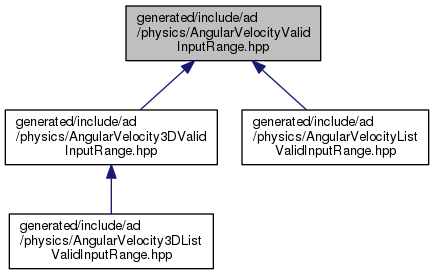 generated/include/ad
/physics/AngularVelocityValid
InputRange.hpp
generated/include/ad
/physics/AngularVelocity3DValid
InputRange.hpp
generated/include/ad
/physics/AngularVelocityList
ValidInputRange.hpp
generated/include/ad
/physics/AngularVelocity3DList
ValidInputRange.hpp